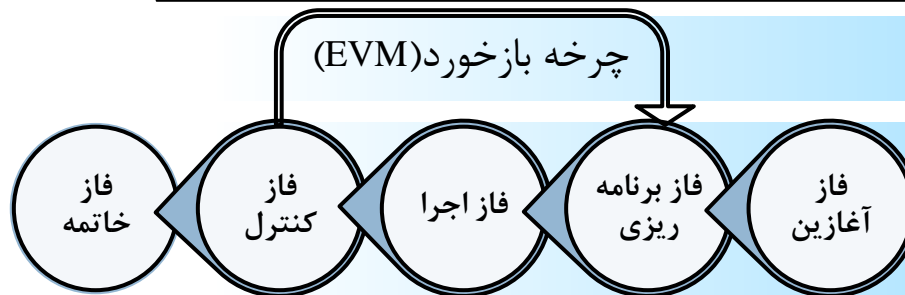 چرخه بازخورد(EVM)
فاز
آغازین
فاز برنامه
ریزی
فاز اجرا
فاز
کنترل
فاز
خاتمه